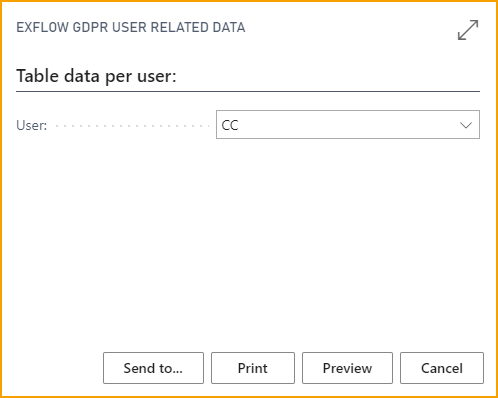 EXFLOW GDPR USER RELATED DATA
Table data per user:
User: CC
Send to... Print Preview Cancel